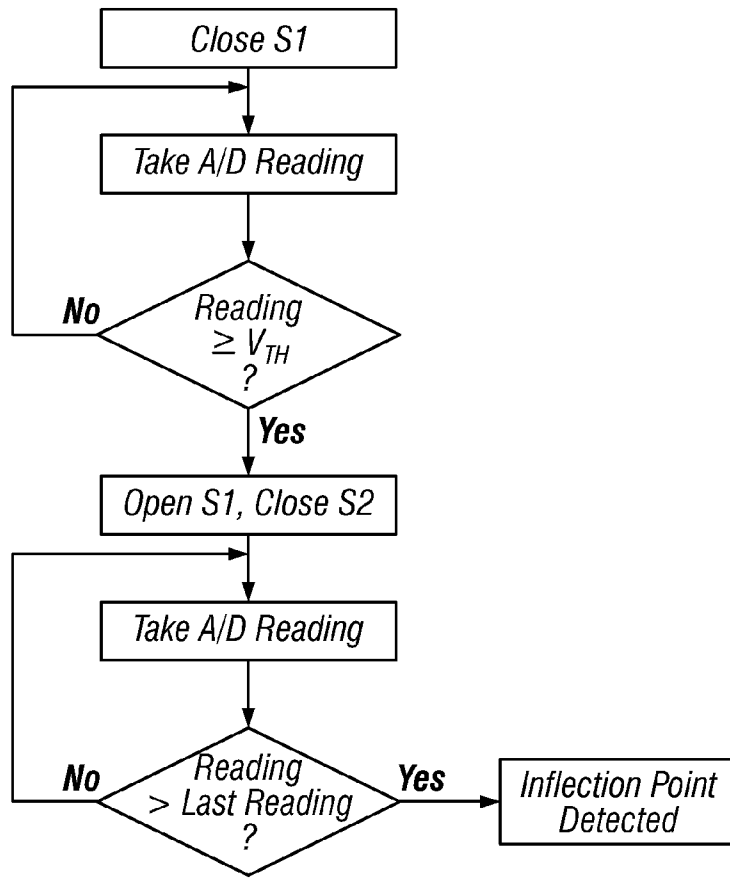 Close S1
Take A/D Reading
Reading
≥ V_TH
?
No
Yes
Open S1, Close S2
Take A/D Reading
Reading
> Last Reading
?
No
Yes
Inflection Point
Detected